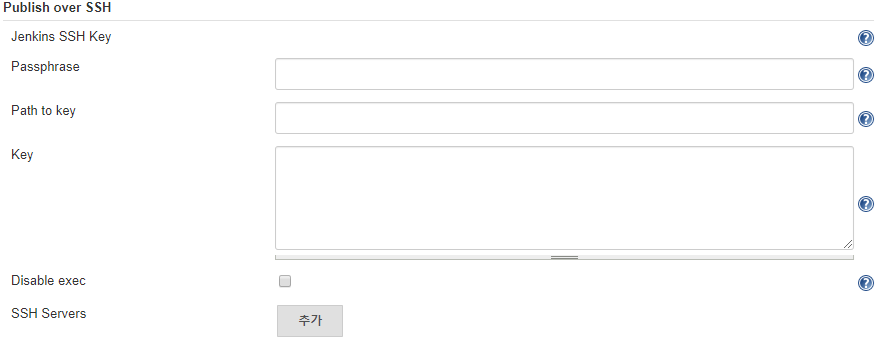 Publish over SSH
Jenkins SSH Key
Passphrase
Path to key
Key
Disable exec
SSH Servers
추가